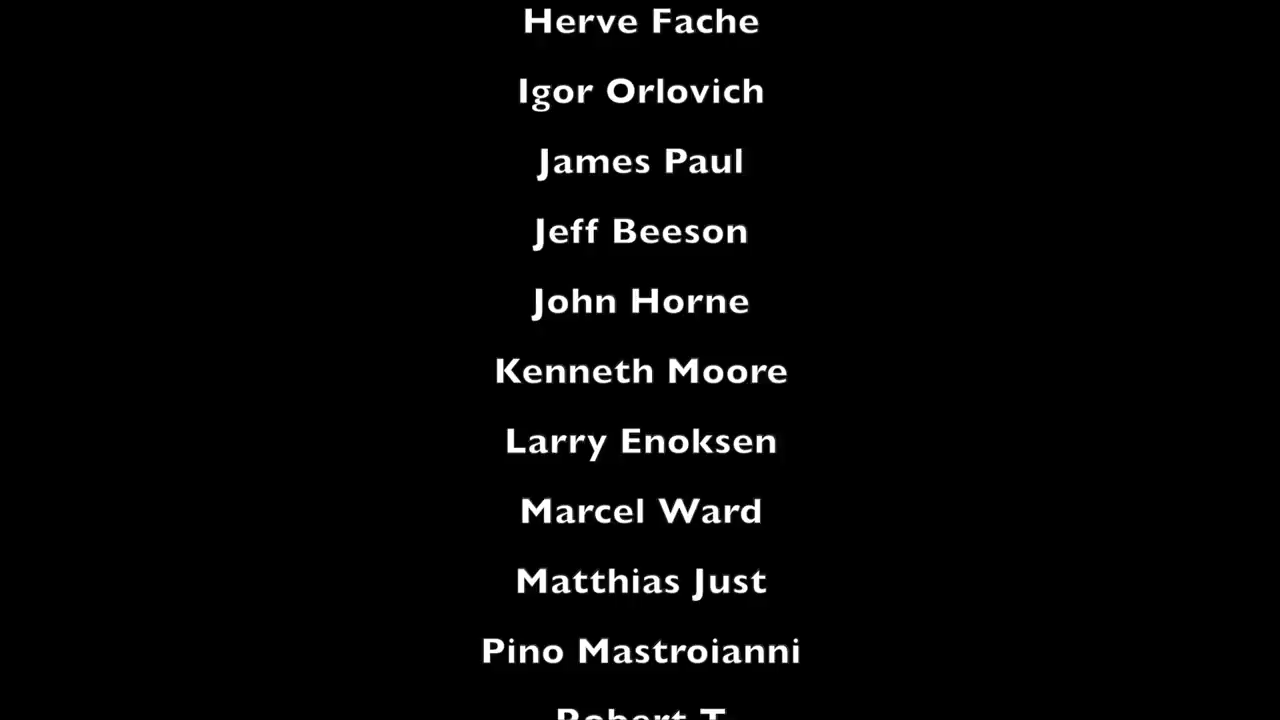 Herve Fache
Igor Orlovich
James Paul
Jeff Beeson
John Horne
Kenneth Moore
Larry Enoksen
Marcel Ward
Matthias Just
Pino Mastroianni
Robert T